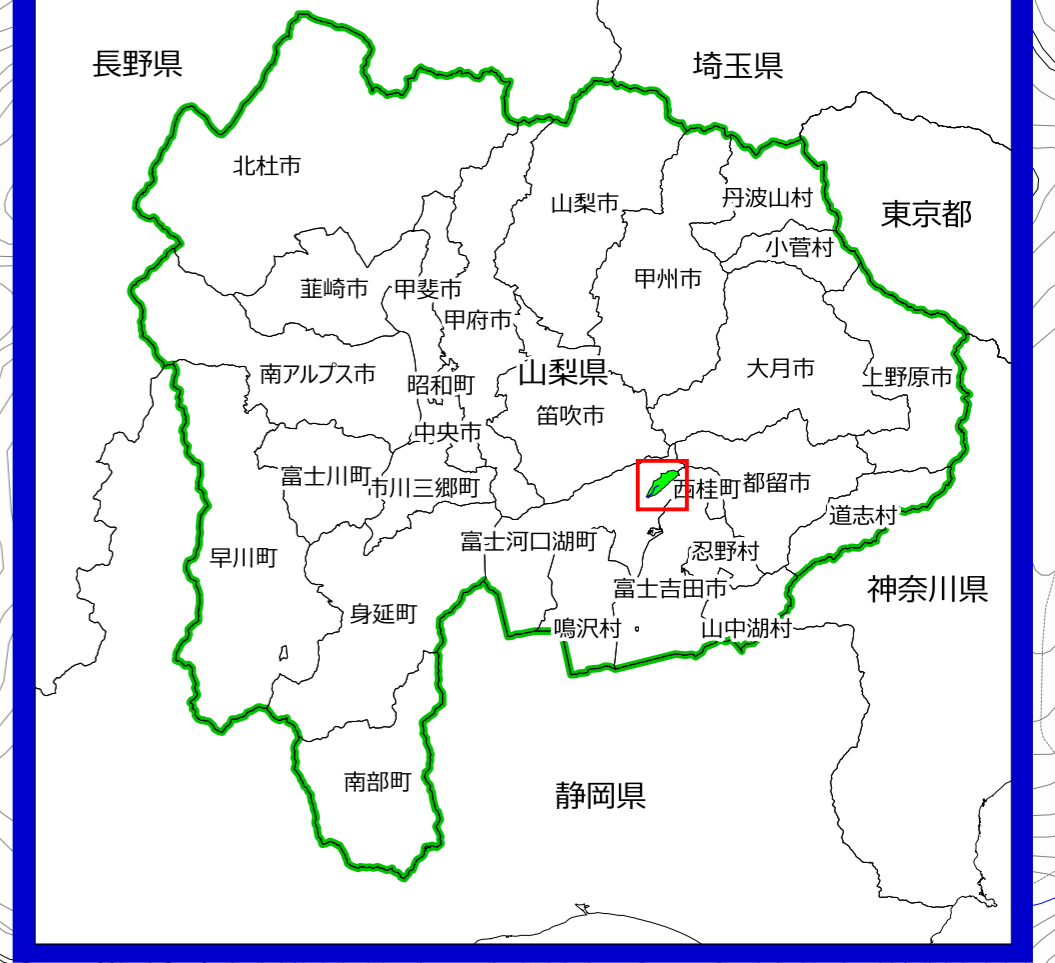 長野県
埼玉県
北杜市
山梨市
丹波山村
東京都
小菅村
韮崎市
甲斐市
甲州市
甲府市
南アルプス市
昭和町
山梨県
大月市
上野原市
笛吹市
中央市
富士川町
市川三郷町
西桂町
都留市
道志村
早川町
富士河口湖町
忍野村
富士吉田市
神奈川県
身延町
鳴沢村
山中湖村
南部町
静岡県